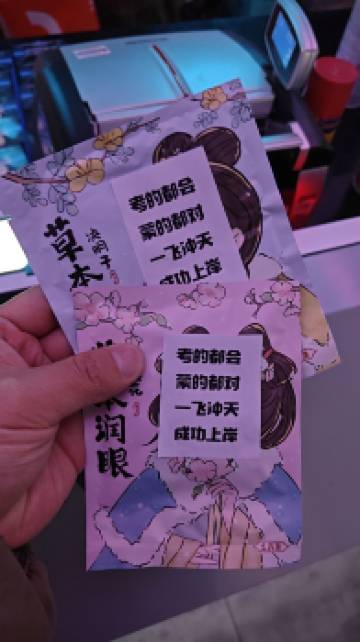 草本
决明子
考的都会
蒙的都对
一飞冲天
成功上岸
润眼
考的都会
蒙的都对
一飞冲天
成功上岸